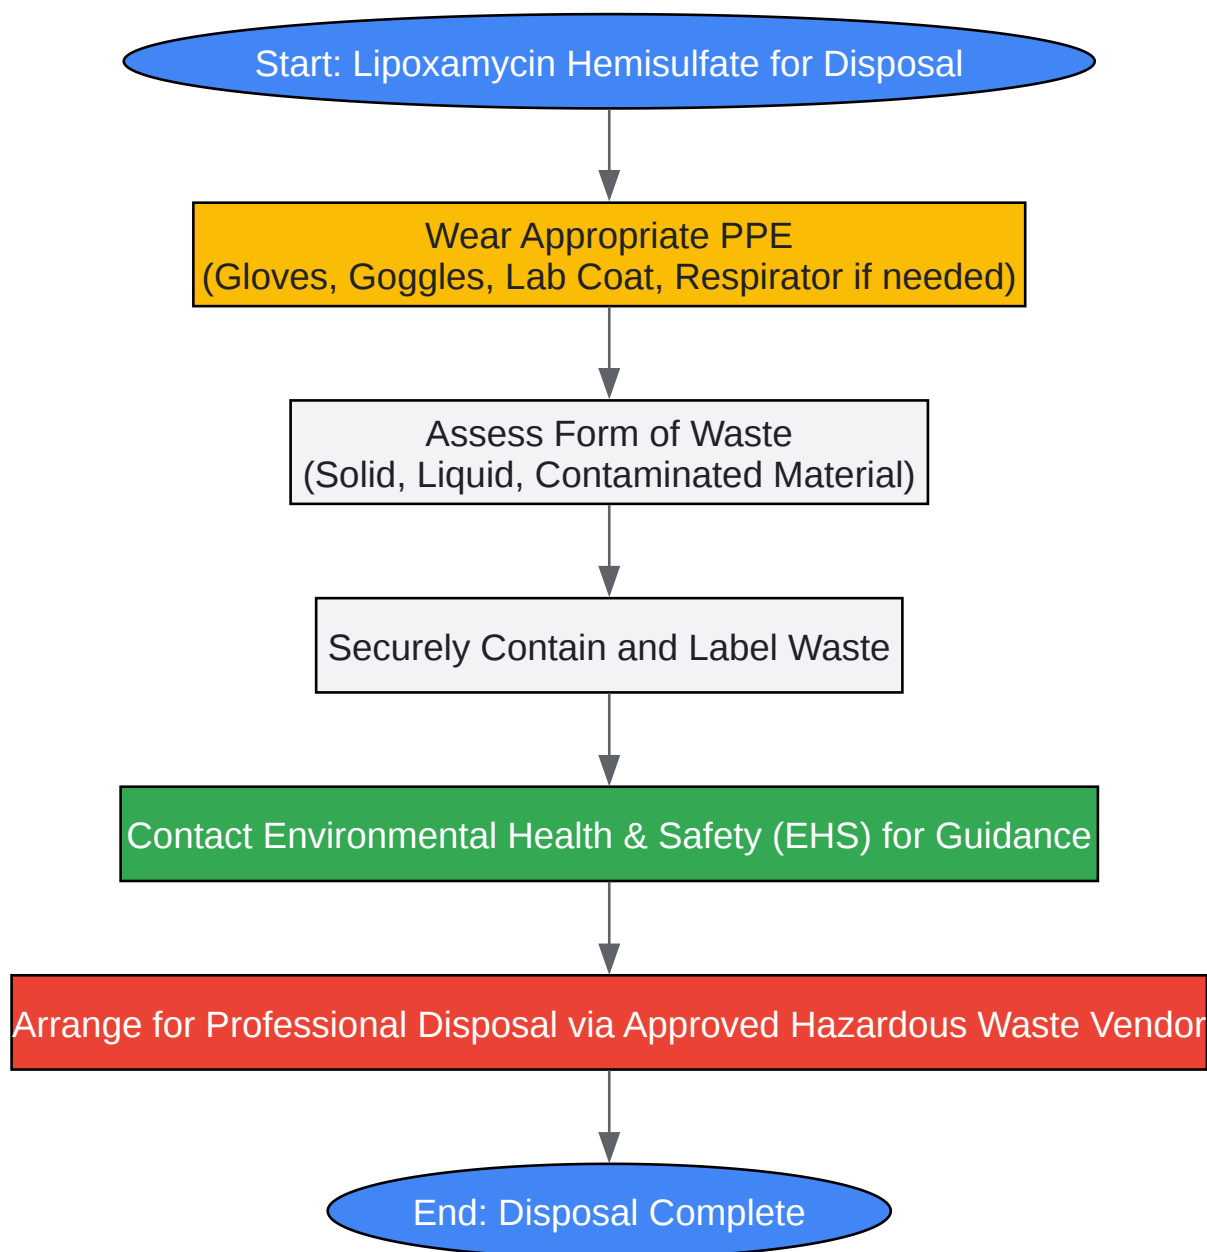 Start: Lipoxamycin Hemisulfate for Disposal
Wear Appropriate PPE
(Gloves, Goggles, Lab Coat, Respirator if needed)
Assess Form of Waste
(Solid, Liquid, Contaminated Material)
Securely Contain and Label Waste
Contact Environmental Health & Safety (EHS) for Guidance
Arrange for Professional Disposal via Approved Hazardous Waste Vendor
End: Disposal Complete